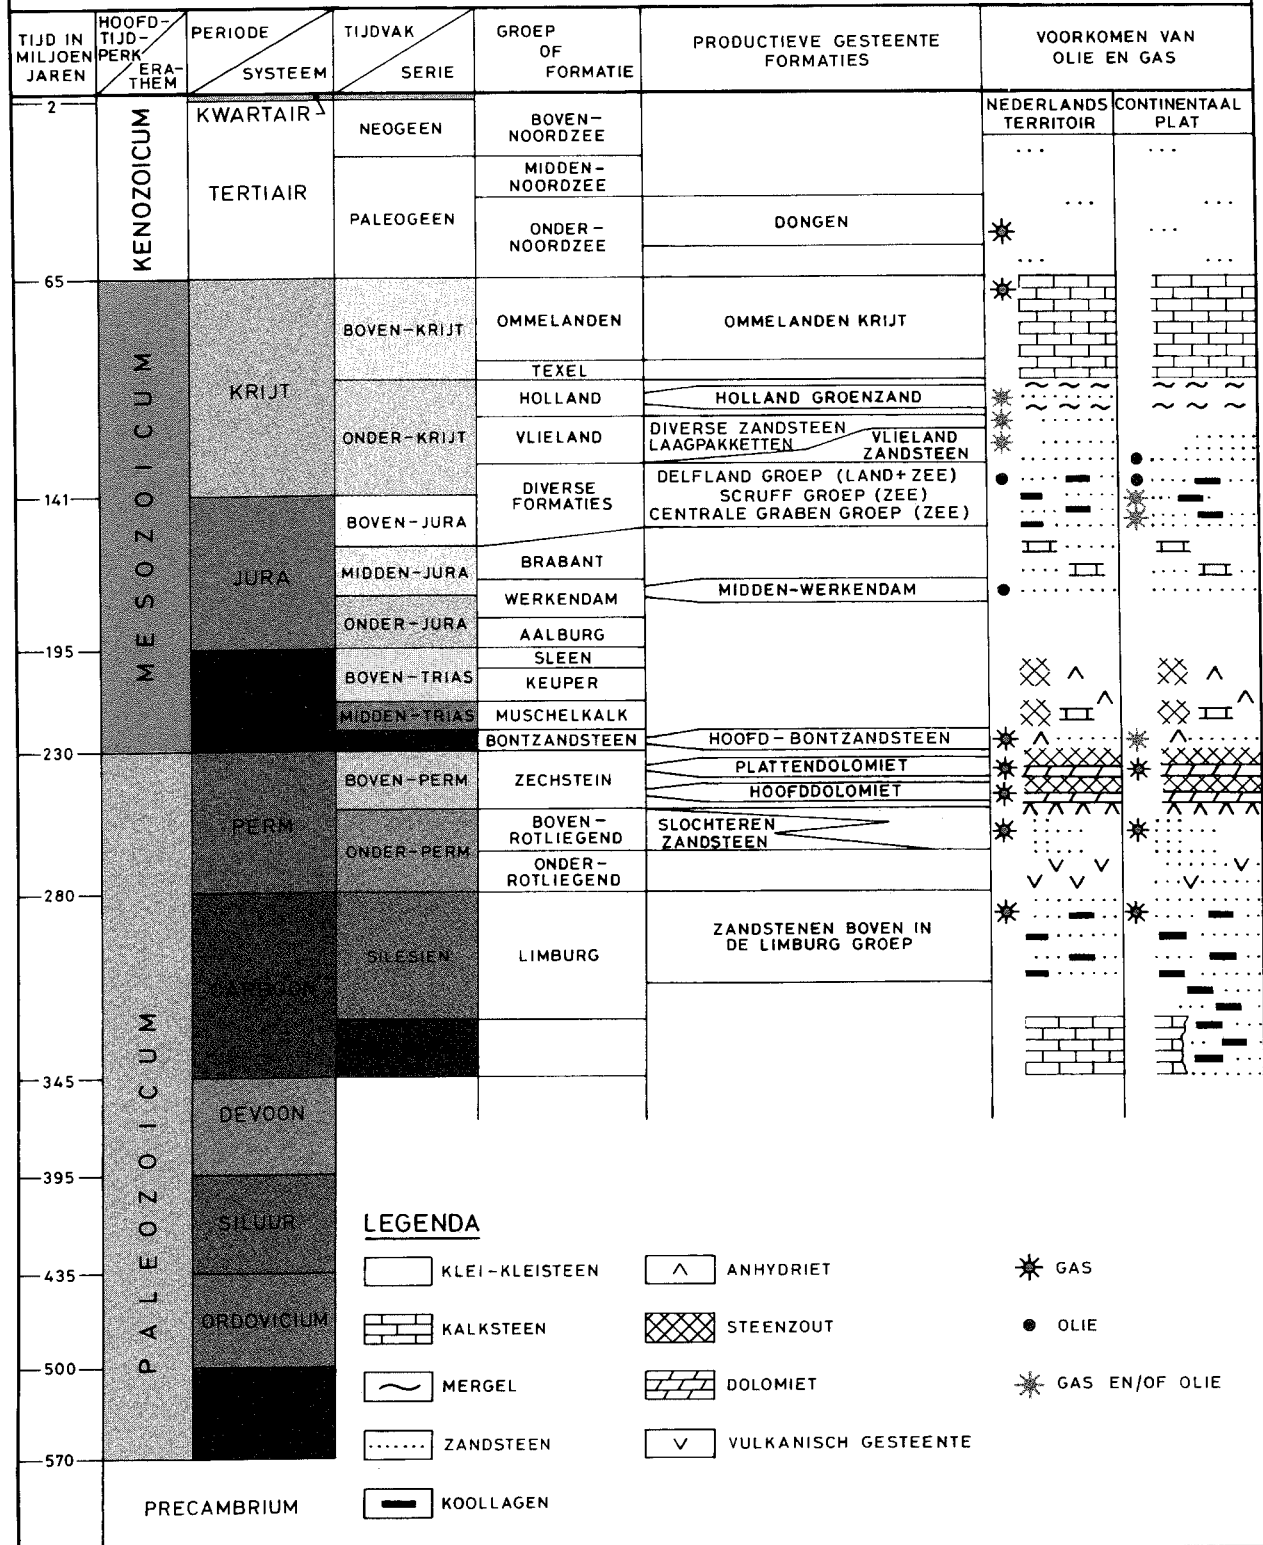 TIJD IN
MILJOEN
JAREN
HOOFD-
TIJD-
PERK
ERA-
THEM
PERIODE
SYSTEEM
TIJDVAK
SERIE
GROEP
OF
FORMATIE
PRODUCTIEVE GESTEENTE
FORMATIES
VOORKOMEN VAN
OLIE EN GAS
NEDERLANDS
TERRITOIR
CONTINENTAAL
PLAT
2
65
141
195
230
280
345
395
435
500
570
KENOZOICUM
MESOZOICUM
PALEOZOICUM
PRECAMBRIUM
KWARTAIR
TERTIAIR
KRIJT
JURA
PERM
CARBOON
DEVOON
SILUUR
ORDOVICIUM
NEOGEEN
PALEOGEEN
BOVEN-KRIJT
ONDER-KRIJT
BOVEN-JURA
MIDDEN-JURA
ONDER-JURA
BOVEN-TRIAS
MIDDEN-TRIAS
BOVEN-PERM
ONDER-PERM
SILESIEN
BOVEN-
NOORDZEE
MIDDEN-
NOORDZEE
ONDER-
NOORDZEE
OMMELANDEN
TEXEL
HOLLAND
VLIELAND
DIVERSE
FORMATIES
BRABANT
WERKENDAM
AALBURG
SLEEN
KEUPER
MUSCHELKALK
BONTZANDSTEEN
ZECHSTEIN
BOVEN-
ROTLIEGEND
ONDER-
ROTLIEGEND
LIMBURG
DONGEN
OMMELANDEN KRIJT
HOLLAND GROENZAND
DIVERSE ZANDSTEEN
LAAGPAKKETTEN
VLIELAND
ZANDSTEEN
DELFLAND GROEP (LAND+ZEE)
SCRUFF GROEP (ZEE)
CENTRALE GRABEN GROEP (ZEE)
MIDDEN-WERKENDAM
HOOFD-BONTZANDSTEEN
PLATTENDOLOMIET
HOOFDDOLOMIET
SLOCHTEREN
ZANDSTEEN
ZANDSTENEN BOVEN IN
DE LIMBURG GROEP
LEGENDA
KLEI-KLEISTEEN
KALKSTEEN
MERGEL
ZANDSTEEN
KOOLLAGEN
ANHYDRIET
STEENZOUT
DOLOMIET
VULKANISCH GESTEENTE
GAS
OLIE
GAS EN/OF OLIE